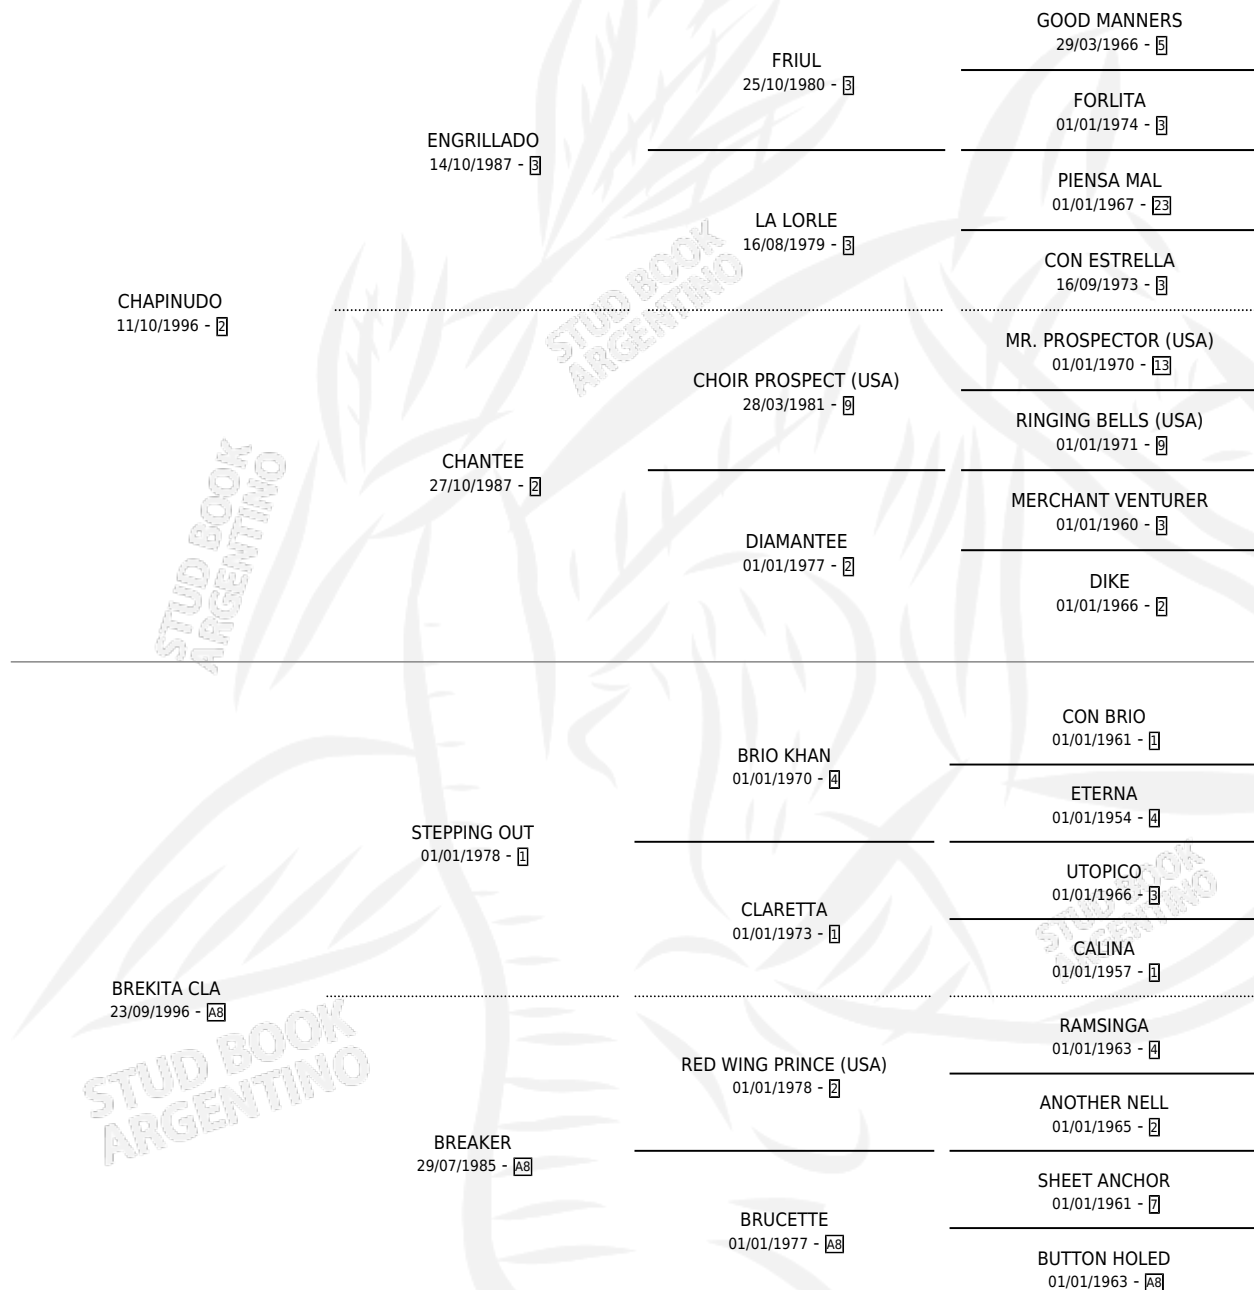 GOOD MANNERS
29/03/1966 - 5
FRIUL
25/10/1980 - 3
FORLITA
01/01/1974 - 3
ENGRILLADO
14/10/1987 - 3
PIENSA MAL
01/01/1967 - 23
LA LORLE
16/08/1979 - 3
CON ESTRELLA
16/09/1973 - 3
CHAPINUDO
11/10/1996 - 2
MR. PROSPECTOR (USA)
01/01/1970 - 13
CHOIR PROSPECT (USA)
28/03/1981 - 9
RINGING BELLS (USA)
01/01/1971 - 9
CHANTEE
27/10/1987 - 2
MERCHANT VENTURER
01/01/1960 - 3
DIAMANTEE
01/01/1977 - 2
DIKE
01/01/1966 - 2
CON BRIO
01/01/1961 - 1
BRIO KHAN
01/01/1970 - 4
ETERNA
01/01/1954 - 4
STEPPING OUT
01/01/1978 - 1
UTOPICO
01/01/1966 - 3
CLARETTA
01/01/1973 - 1
CALINA
01/01/1957 - 1
BREKITA CLA
23/09/1996 - A8
RAMSINGA
01/01/1963 - 4
RED WING PRINCE (USA)
01/01/1978 - 2
ANOTHER NELL
01/01/1965 - 2
BREAKER
29/07/1985 - A8
SHEET ANCHOR
01/01/1961 - 7
BRUCETTE
01/01/1977 - A8
BUTTON HOLED
01/01/1963 - A8
STUD BOOK
ARGENTINO
STUD BOOK
ARGENTINO
STUD BOOK
ARGENTINO
STUD BOOK
ARGENTINO